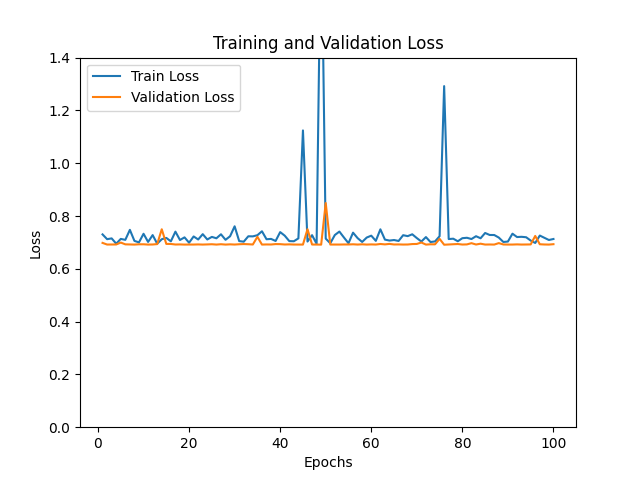 Training and Validation Loss
Train Loss
Validation Loss
1.4
1.2
1.0
0.8
0.6
0.4
0.2
0.0
Loss
0 20 40 60 80 100
Epochs